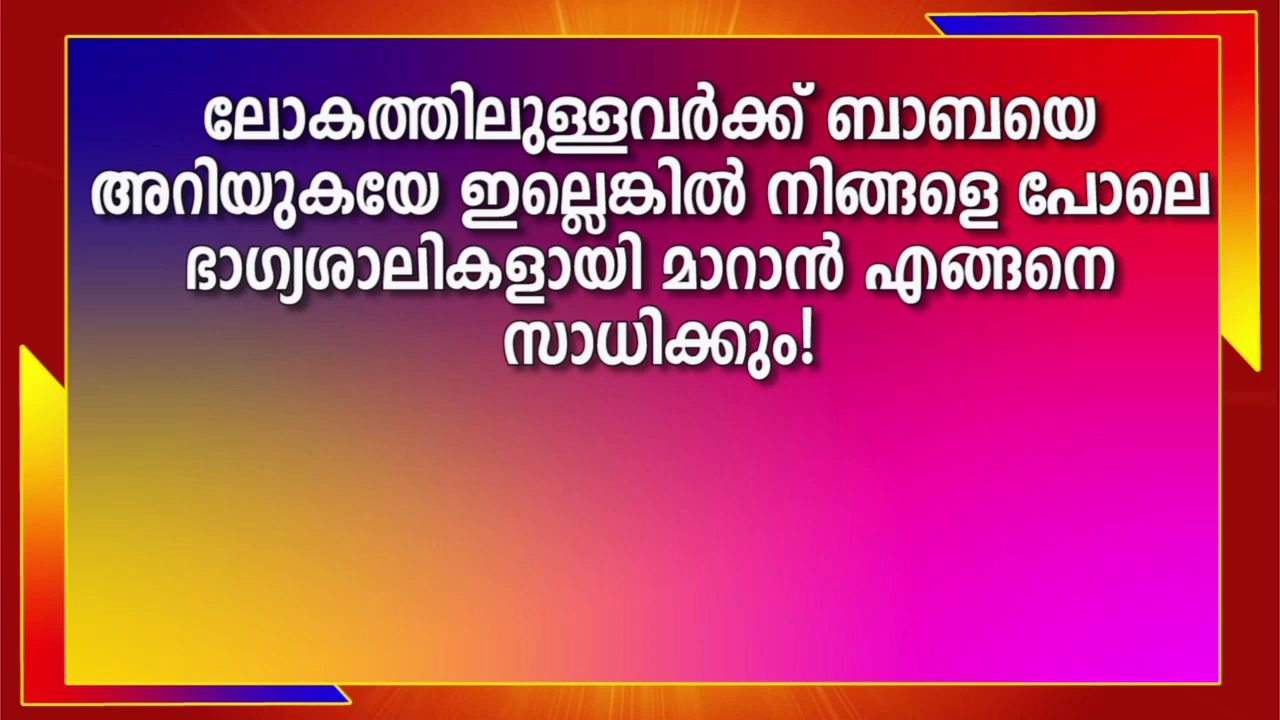 ലോകത്തിലുള്ളവർക്ക് ബാബയെ
അറിയുകയേ ഇല്ലെങ്കിൽ നിങ്ങളെ പോലെ
ഭാഗ്യശാലികളായി മാറാൻ എങ്ങനെ
സാധിക്കും!